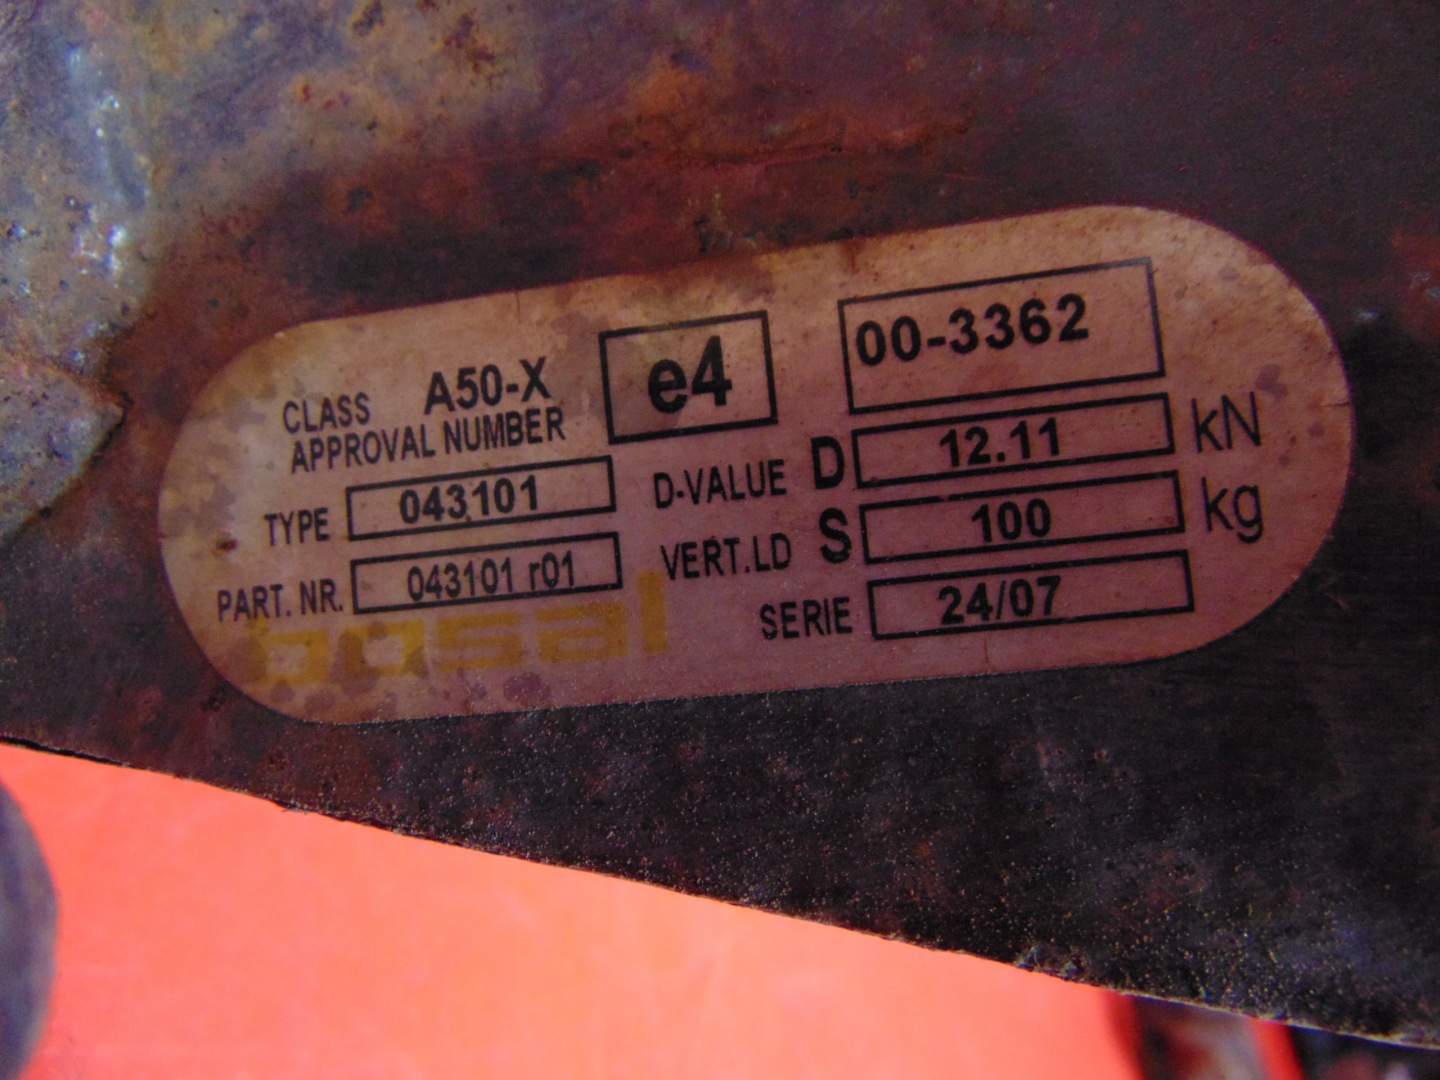 CLASS A50-X
APPROVAL NUMBER e4 00-3362
TYPE 043101 D-VALUE D 12.11 kN
PART. NR. 043101 r01 VERT.LD S 100 kg
bosal SERIE 24/07